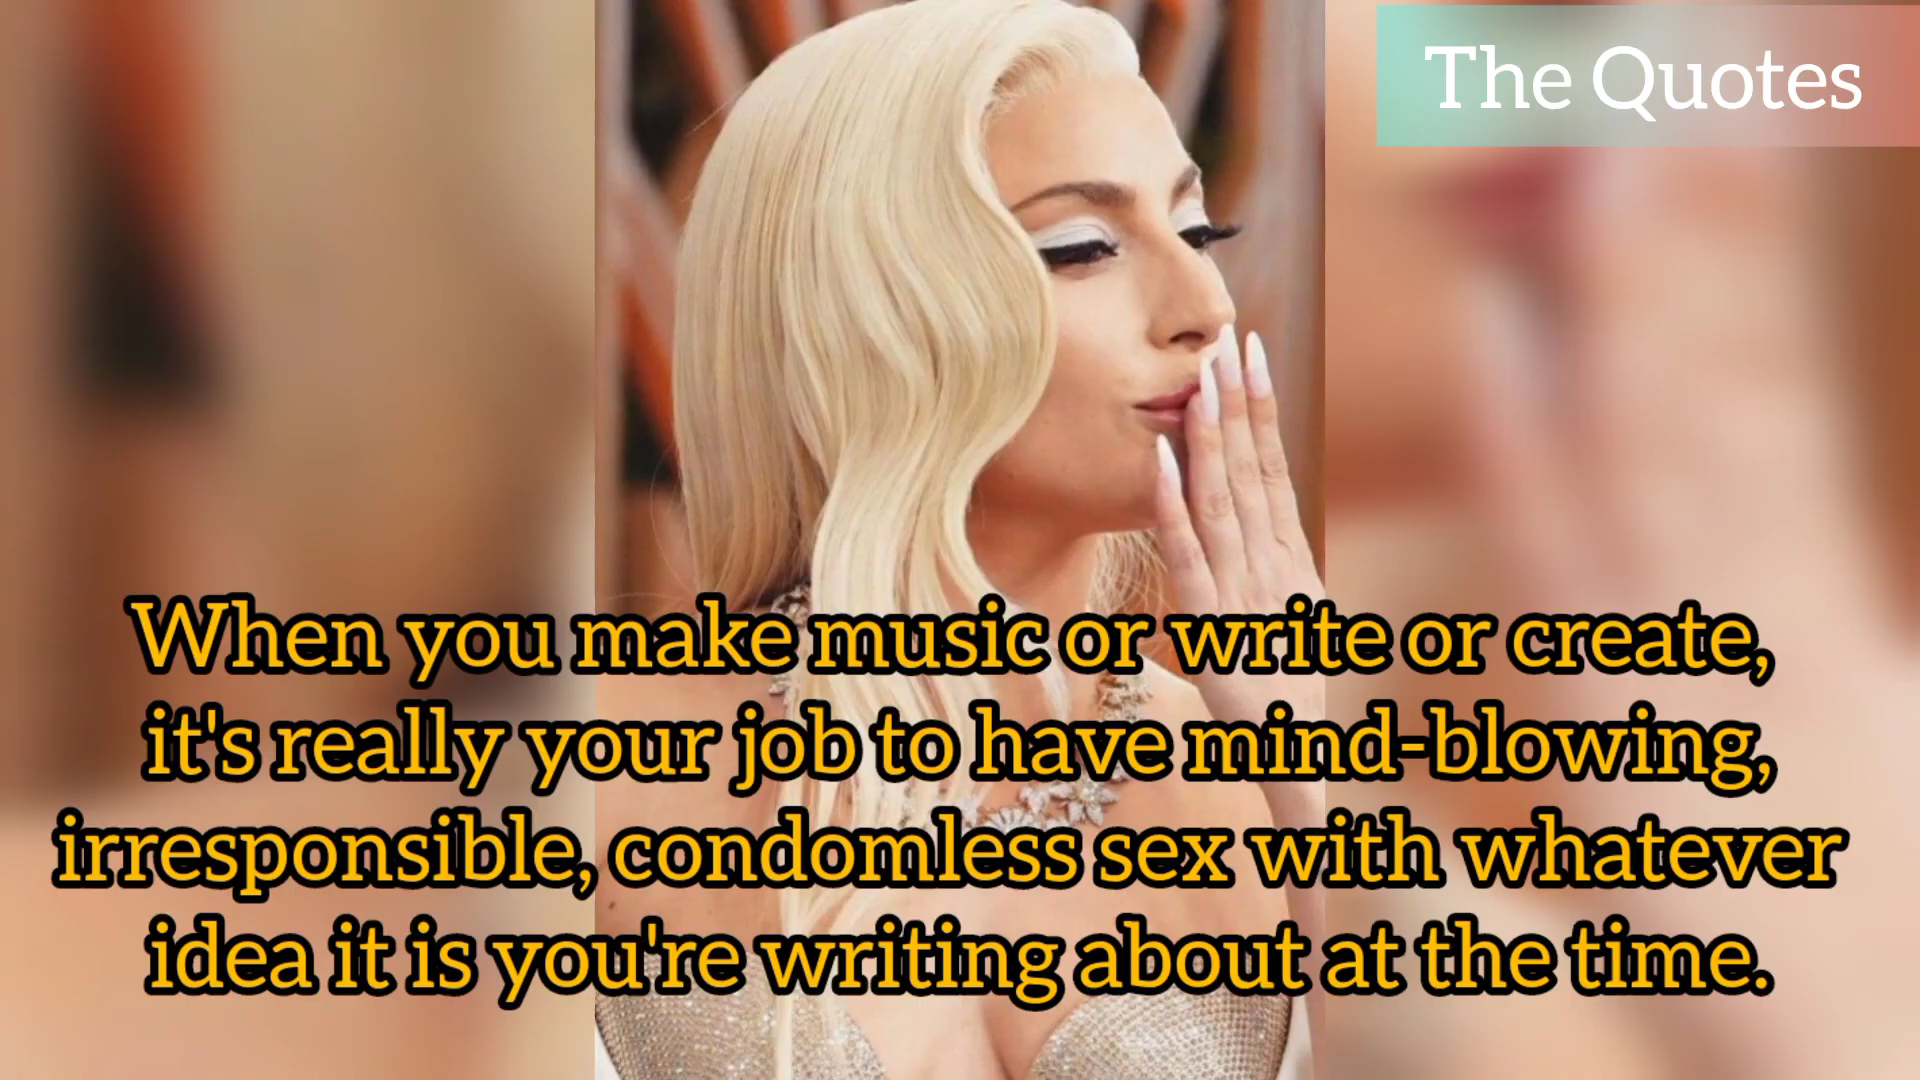 The Quotes
When you make music or write or create,
it's really your job to have mind-blowing,
irresponsible, condomless sex with whatever
idea it is you're writing about at the time.